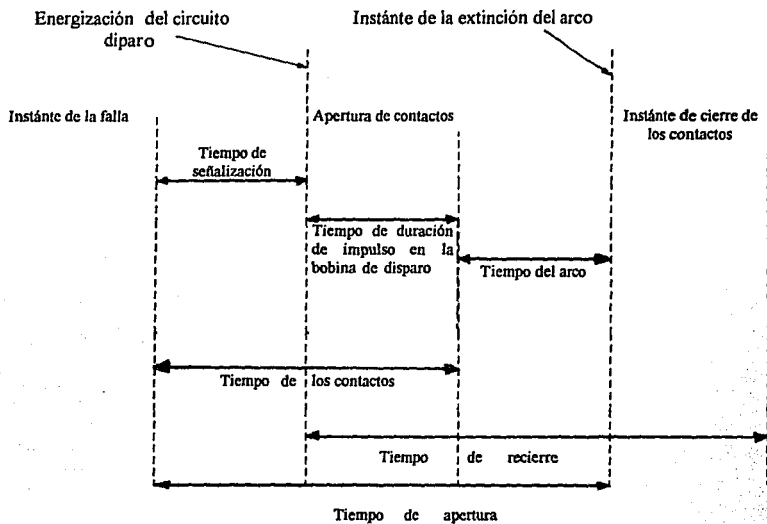 Energización del circuito
diparo
Instánte de la extinción del arco
Instánte de la falla
Apertura de contactos
Instánte de cierre de
los contactos
Tiempo de
señalización
Tiempo de duración
de impulso en la
bobina de disparo
Tiempo del arco
Tiempo de los contactos
Tiempo de recierre
Tiempo de apertura